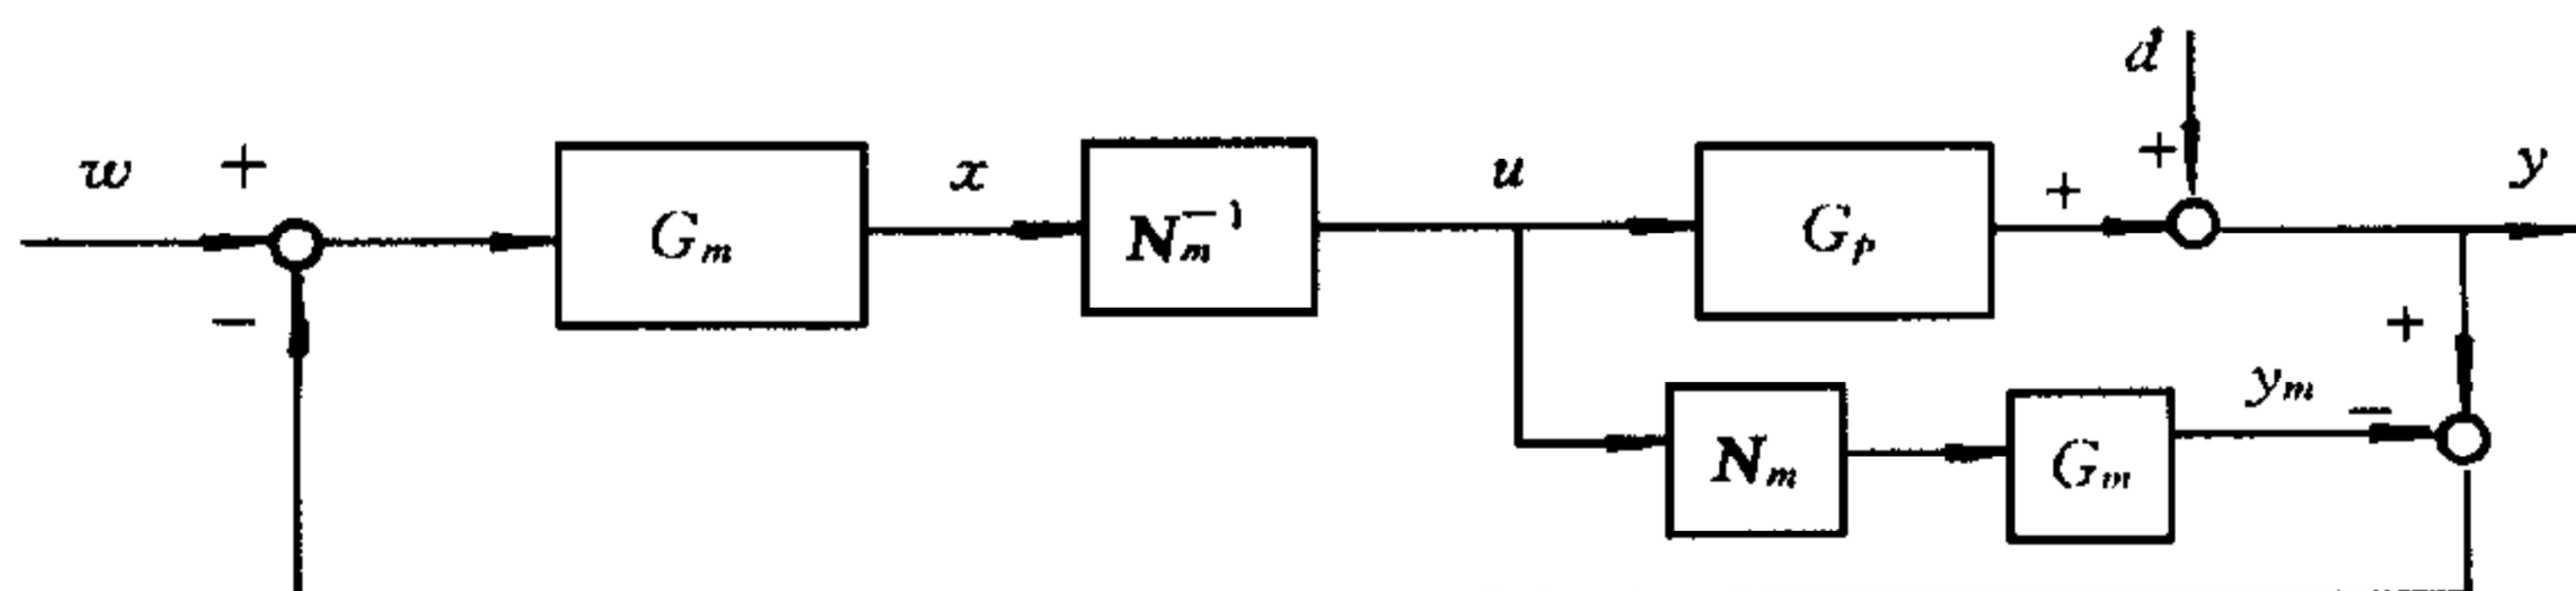 d
w + G_m x N_m^{-1} u G_p + + y
−
+
N_m G_m y_m −